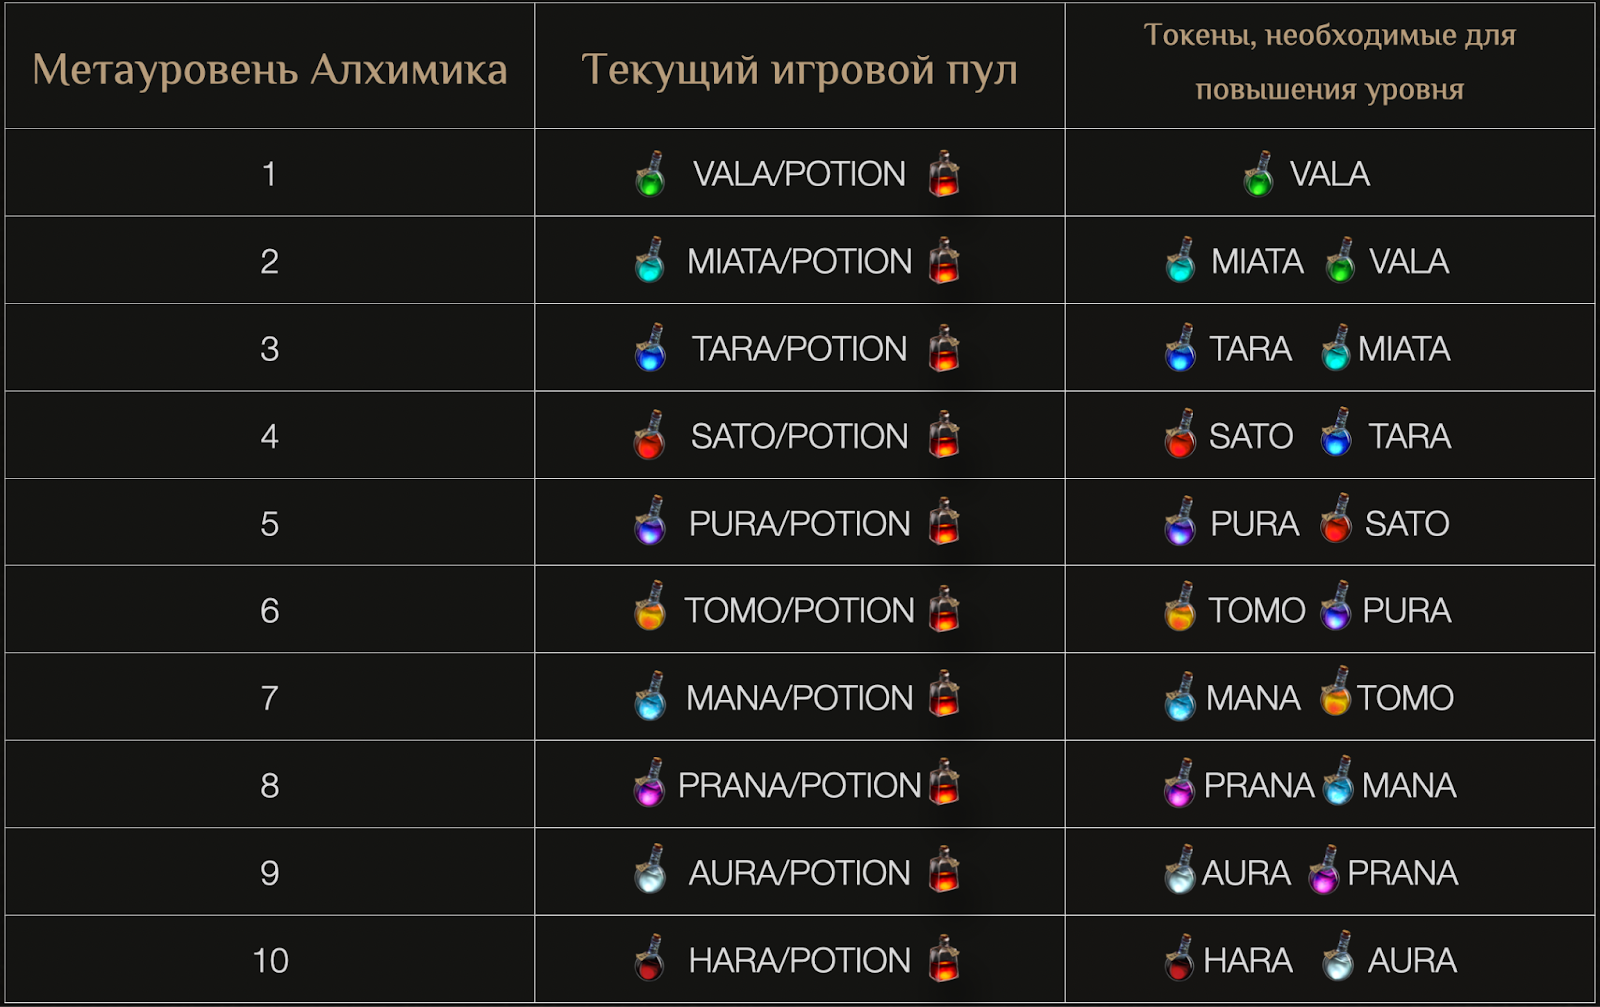 Метауровень Алхимика
Текущий игровой пул
Токены, необходимые для
повышения уровня
1 VALA/POTION VALA
2 MIATA/POTION MIATA VALA
3 TARA/POTION TARA MIATA
4 SATO/POTION SATO TARA
5 PURA/POTION PURA SATO
6 TOMO/POTION TOMO PURA
7 MANA/POTION MANA TOMO
8 PRANA/POTION PRANA MANA
9 AURA/POTION AURA PRANA
10 HARA/POTION HARA AURA